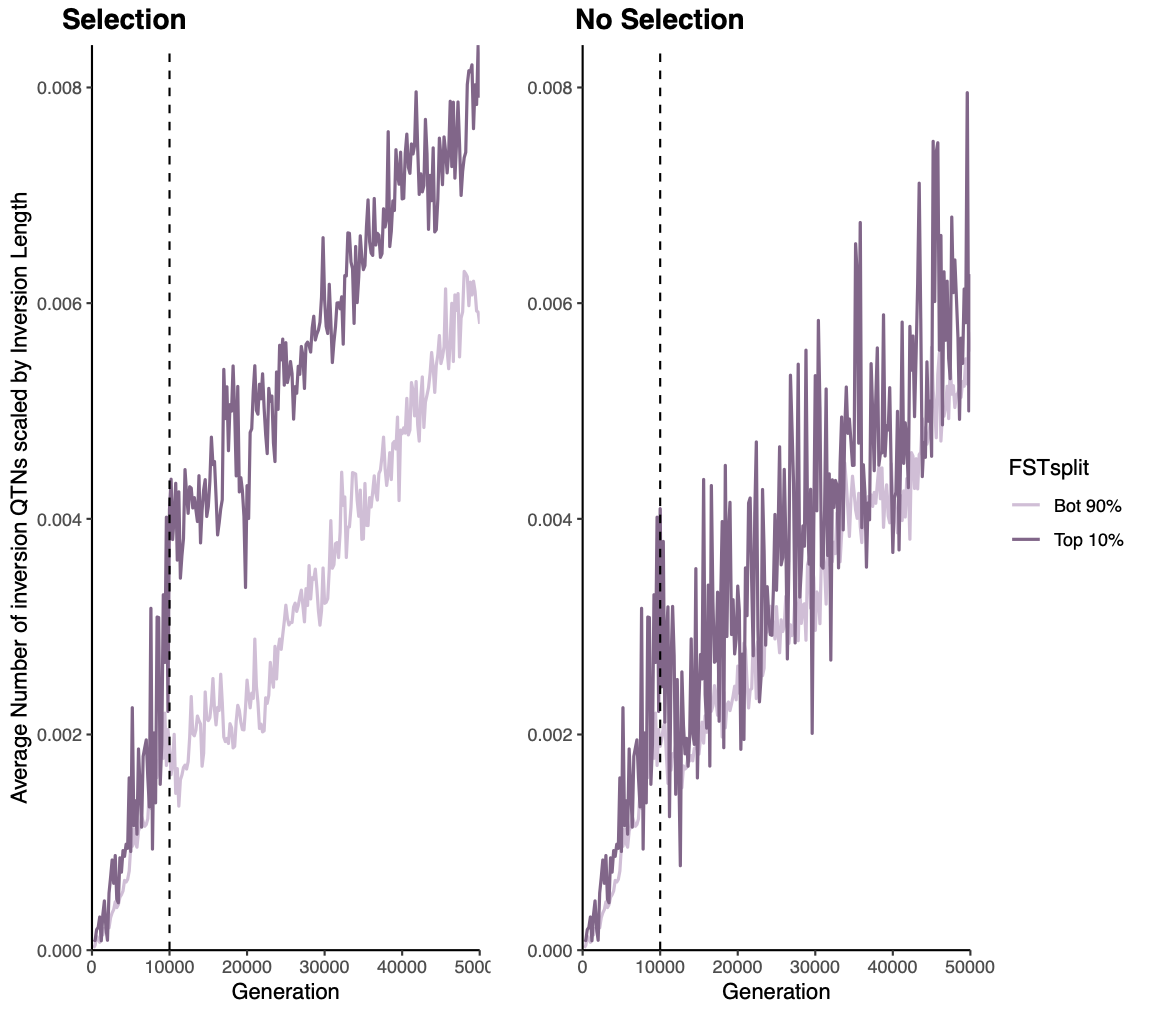 Selection
No Selection
Average Number of inversion QTNs scaled by Inversion Length
0.008
0.006
0.004
0.002
0.000
0 10000 20000 30000 40000 5000
Generation
0.008
0.006
0.004
0.002
0.000
0 10000 20000 30000 40000 50000
Generation
FSTsplit
Bot 90%
Top 10%